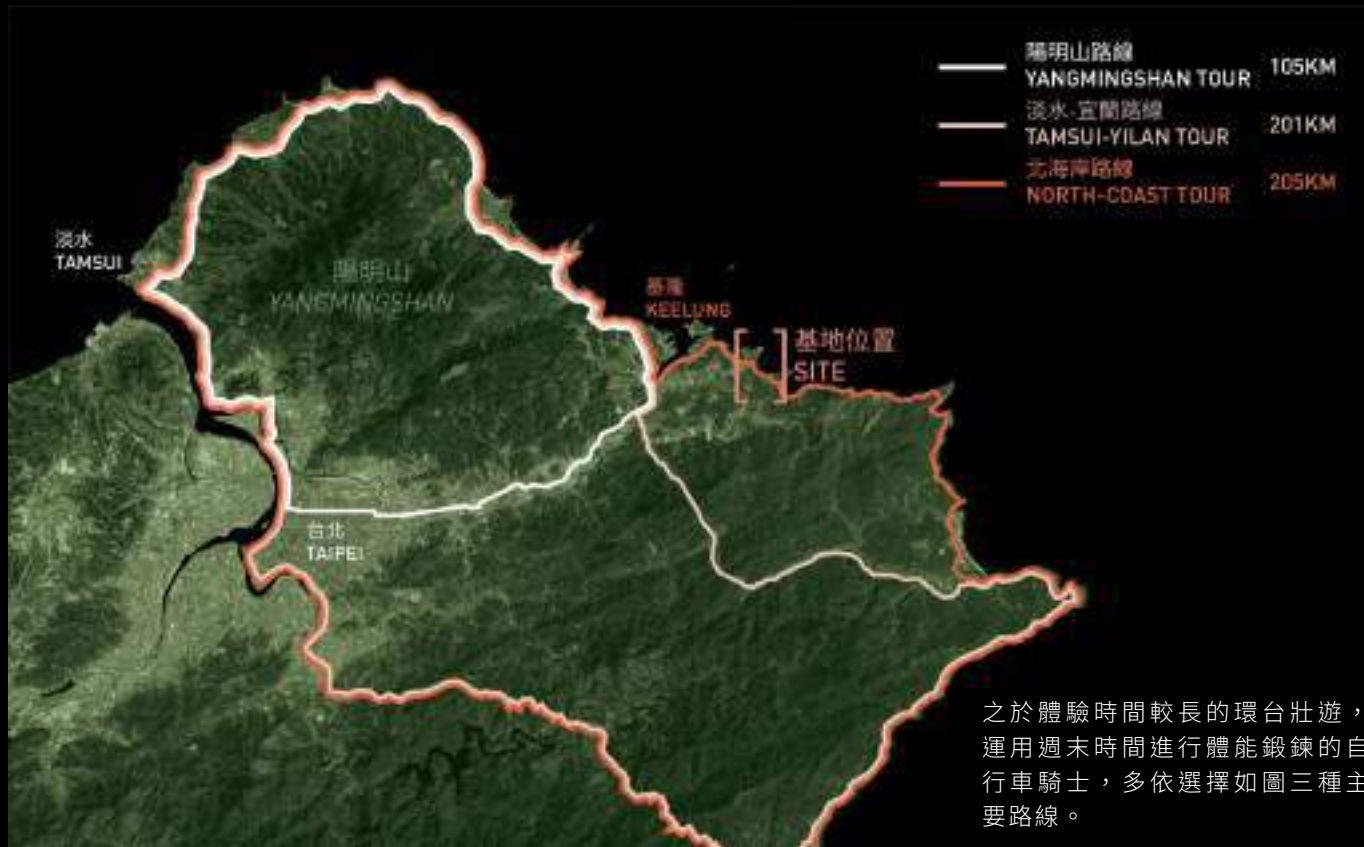 陽明山路線
YANGMINGSHAN TOUR 105KM
淡水-宜蘭路線
TAMSUI-YILAN TOUR 201KM
北海岸路線
NORTH-COAST TOUR 205KM
淡水
TAMSUI
陽明山
YANGMINGSHAN
基隆
KEELUNG
基地位置
SITE
台北
TAIPEI
之於體驗時間較長的環台壯遊，
運用週末時間進行體能鍛鍊的自
行車騎士，多依選擇如圖三種主
要路線。